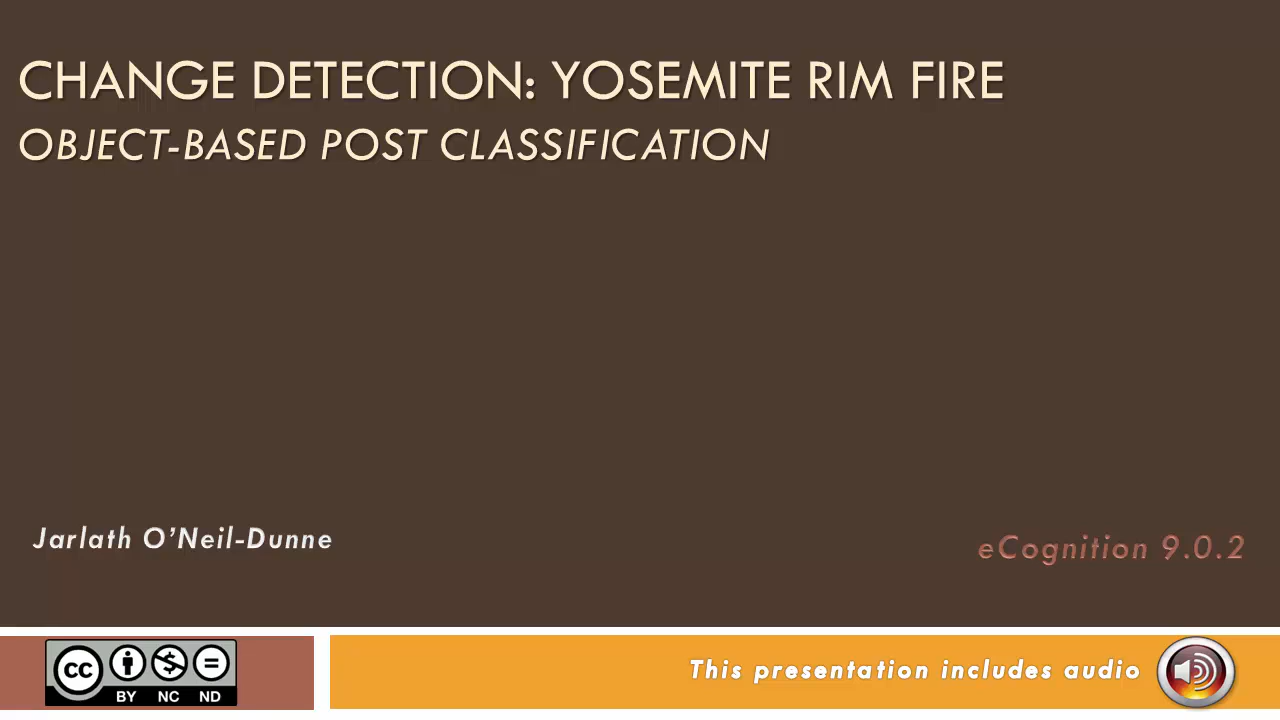 CHANGE DETECTION: YOSEMITE RIM FIRE
OBJECT-BASED POST CLASSIFICATION
Jarlath O'Neil-Dunne
eCognition 9.0.2
cc
BY NC ND
This presentation includes audio